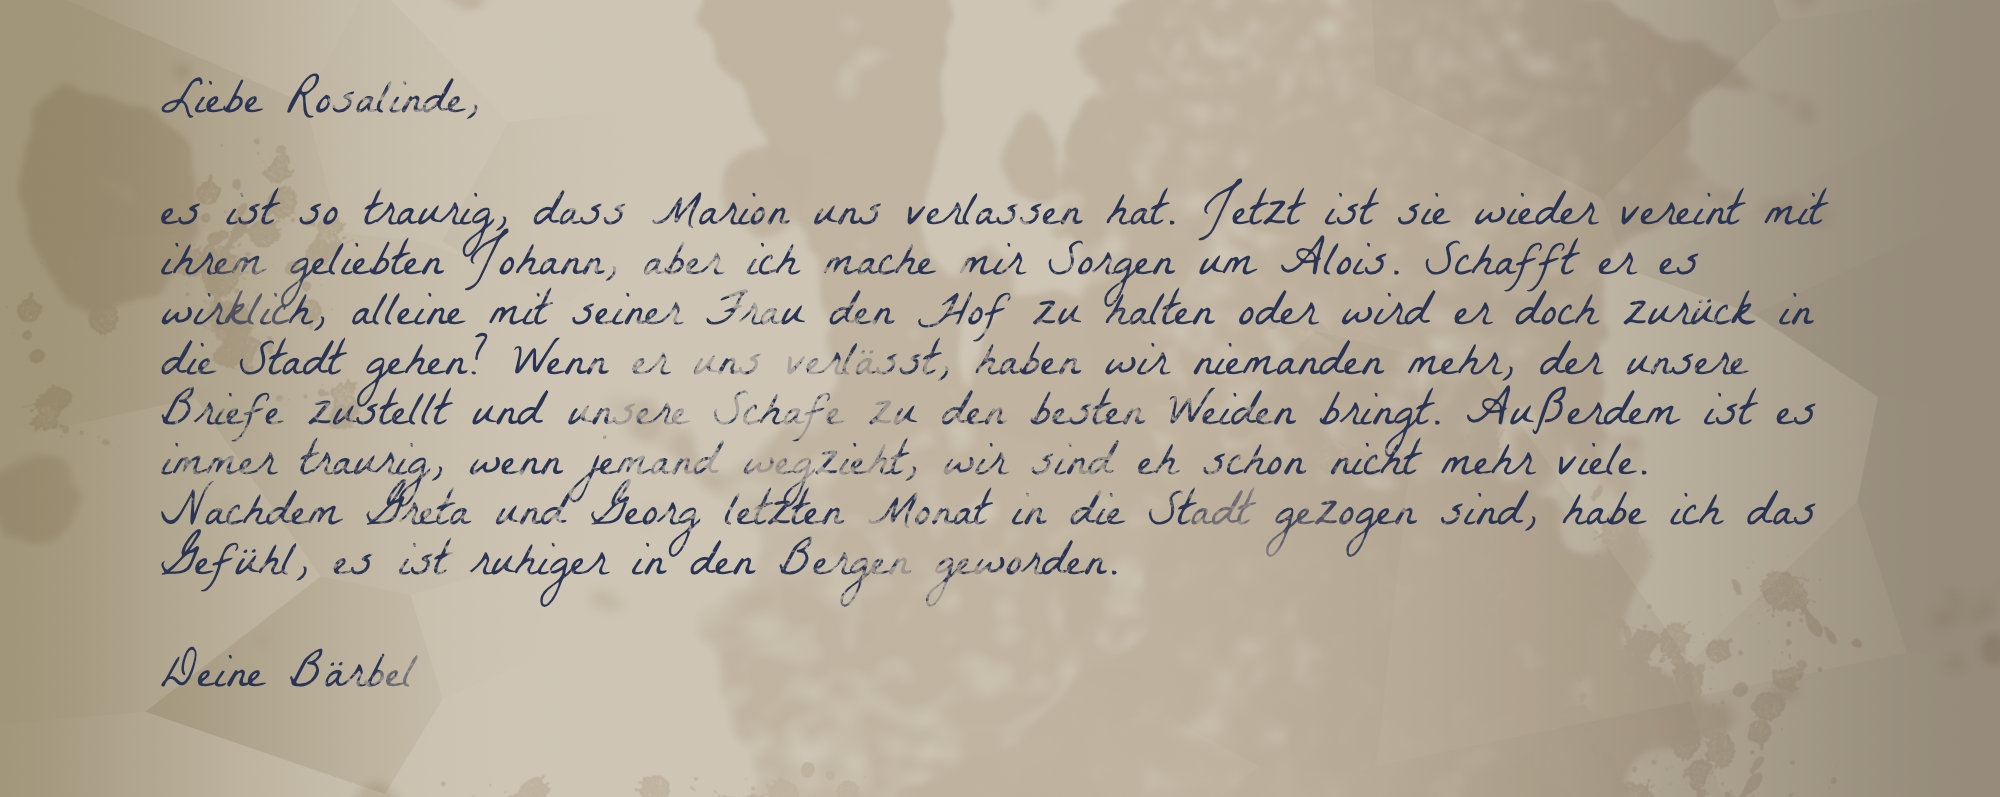 Liebe Rosalinde,
es ist so traurig, dass Marion uns verlassen hat. Jetzt ist sie wieder vereint mit
ihrem geliebten Johann, aber ich mache mir Sorgen um Alois. Schafft er es
wirklich, alleine mit seiner Frau den Hof zu halten oder wird er doch zurück in
die Stadt gehen? Wenn er uns verlässt, haben wir niemanden mehr, der unsere
Briefe zustellt und unsere Schafe zu den besten Weiden bringt. Außerdem ist es
immer traurig, wenn jemand wegzieht, wir sind eh schon nicht mehr viele.
Nachdem Greta und Georg letzten Monat in die Stadt gezogen sind, habe ich das
Gefühl, es ist ruhiger in den Bergen geworden.
Deine Bärbel